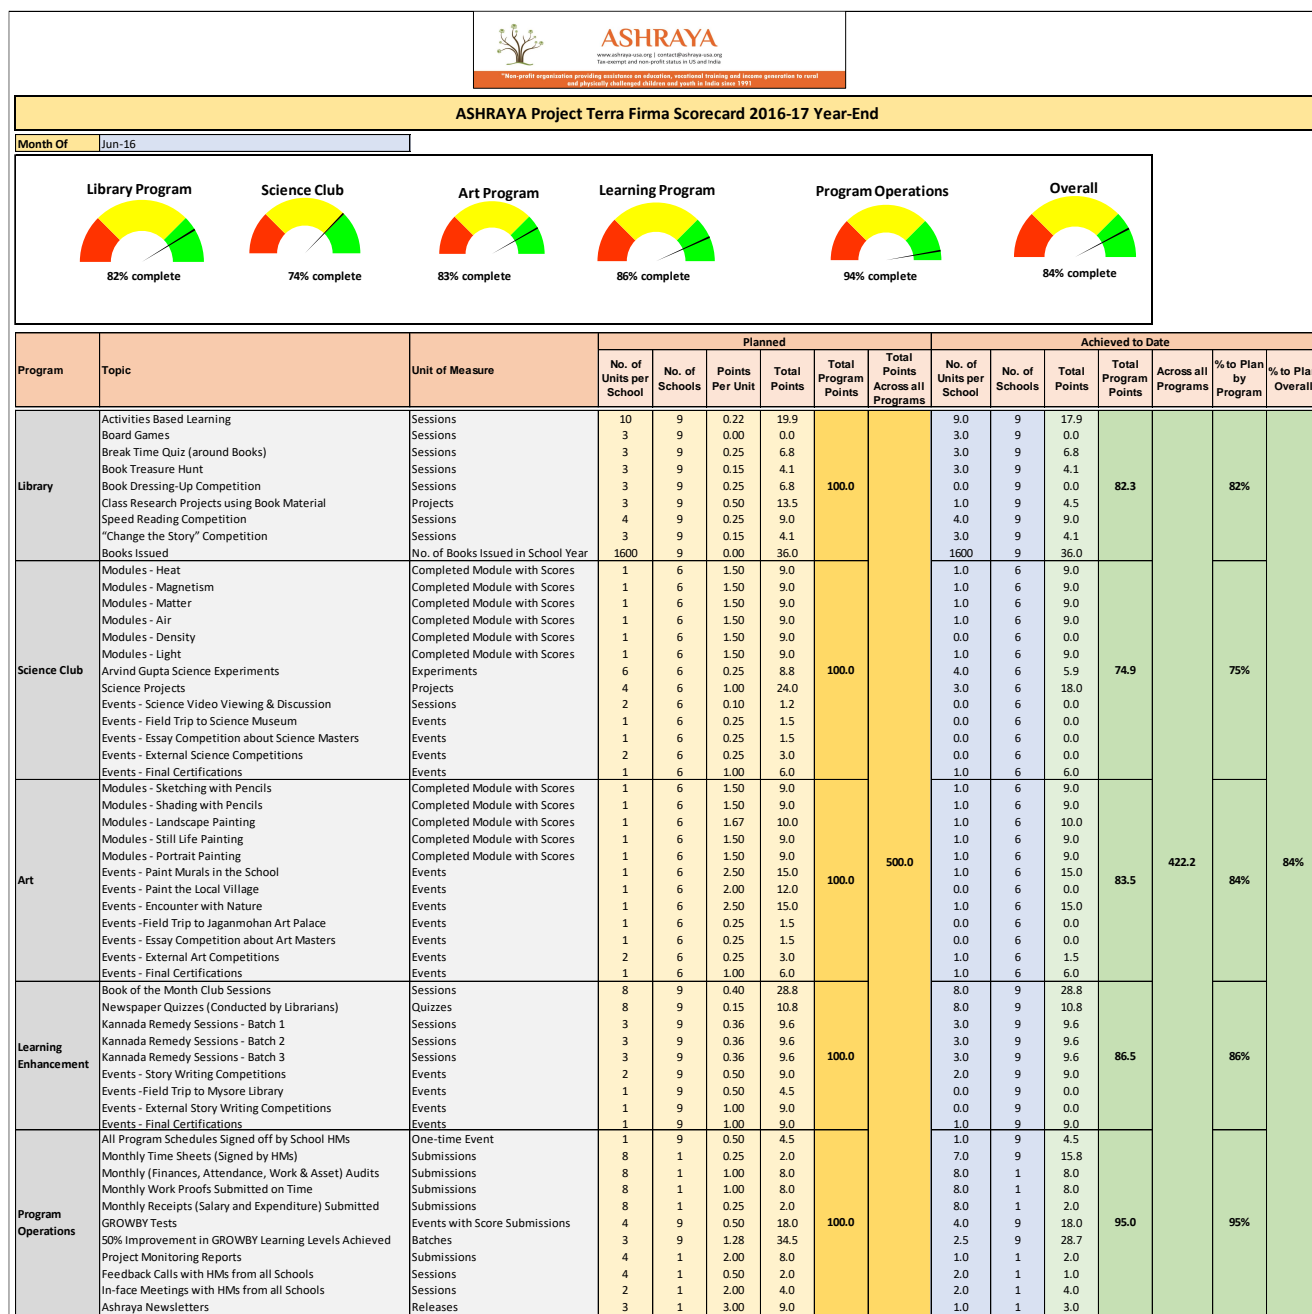 ASHRAYA
www.ashraya-usa.org | contact@ashraya-usa.org
Tax-exempt and non-profit status in US and India
"Non-profit organization providing assistance on education, vocational training and income generation to rural
and physically challenged children and youth in India since 1991
ASHRAYA Project Terra Firma Scorecard 2016-17 Year-End
Month Of Jun-16
Library Program Science Club Art Program Learning Program Program Operations Overall
82% complete 74% complete 83% complete 86% complete 94% complete 84% complete
Planned Achieved to Date
Program Topic Unit of Measure No. of Units per School No. of Schools Points Per Unit Total Points Total Program Points Total Points Across all Programs No. of Units per School No. of Schools Total Points Total Program Points Across all Programs % to Plan by Program % to Plan Overall
Activities Based Learning Sessions 10 9 0.22 19.9 9.0 9 17.9
Board Games Sessions 3 9 0.00 0.0 3.0 9 0.0
Break Time Quiz (around Books) Sessions 3 9 0.25 6.8 3.0 9 6.8
Book Treasure Hunt Sessions 3 9 0.15 4.1 3.0 9 4.1
Library Book Dressing-Up Competition Sessions 3 9 0.25 6.8 100.0 0.0 9 0.0 82.3 82%
Class Research Projects using Book Material Projects 3 9 0.50 13.5 1.0 9 4.5
Speed Reading Competition Sessions 4 9 0.25 9.0 4.0 9 9.0
“Change the Story” Competition Sessions 3 9 0.15 4.1 3.0 9 4.1
Books Issued No. of Books Issued in School Year 1600 9 0.00 36.0 1600 9 36.0
Modules - Heat Completed Module with Scores 1 6 1.50 9.0 1.0 6 9.0
Modules - Magnetism Completed Module with Scores 1 6 1.50 9.0 1.0 6 9.0
Modules - Matter Completed Module with Scores 1 6 1.50 9.0 1.0 6 9.0
Modules - Air Completed Module with Scores 1 6 1.50 9.0 1.0 6 9.0
Modules - Density Completed Module with Scores 1 6 1.50 9.0 0.0 6 0.0
Modules - Light Completed Module with Scores 1 6 1.50 9.0 1.0 6 9.0
Science Club Arvind Gupta Science Experiments Experiments 6 6 0.25 8.8 100.0 4.0 6 5.9 74.9 75%
Science Projects Projects 4 6 1.00 24.0 3.0 6 18.0
Events - Science Video Viewing & Discussion Sessions 2 6 0.10 1.2 0.0 6 0.0
Events - Field Trip to Science Museum Events 1 6 0.25 1.5 0.0 6 0.0
Events - Essay Competition about Science Masters Events 1 6 0.25 1.5 0.0 6 0.0
Events - External Science Competitions Events 2 6 0.25 3.0 0.0 6 0.0
Events - Final Certifications Events 1 6 1.00 6.0 1.0 6 6.0
Modules - Sketching with Pencils Completed Module with Scores 1 6 1.50 9.0 1.0 6 9.0
Modules - Shading with Pencils Completed Module with Scores 1 6 1.50 9.0 1.0 6 9.0
Modules - Landscape Painting Completed Module with Scores 1 6 1.67 10.0 1.0 6 10.0
Modules - Still Life Painting Completed Module with Scores 1 6 1.50 9.0 1.0 6 9.0
Modules - Portrait Painting Completed Module with Scores 1 6 1.50 9.0 500.0 1.0 6 9.0 422.2 84%
Events - Paint Murals in the School Events 1 6 2.50 15.0 1.0 6 15.0
Art Events - Paint the Local Village Events 1 6 2.00 12.0 100.0 0.0 6 0.0 83.5 84%
Events - Encounter with Nature Events 1 6 2.50 15.0 1.0 6 15.0
Events -Field Trip to Jaganmohan Art Palace Events 1 6 0.25 1.5 0.0 6 0.0
Events - Essay Competition about Art Masters Events 1 6 0.25 1.5 0.0 6 0.0
Events - External Art Competitions Events 2 6 0.25 3.0 1.0 6 1.5
Events - Final Certifications Events 1 6 1.00 6.0 1.0 6 6.0
Book of the Month Club Sessions Sessions 8 9 0.40 28.8 8.0 9 28.8
Newspaper Quizzes (Conducted by Librarians) Quizzes 8 9 0.15 10.8 8.0 9 10.8
Kannada Remedy Sessions - Batch 1 Sessions 3 9 0.36 9.6 3.0 9 9.6
Kannada Remedy Sessions - Batch 2 Sessions 3 9 0.36 9.6 3.0 9 9.6
Learning Enhancement Kannada Remedy Sessions - Batch 3 Sessions 3 9 0.36 9.6 100.0 3.0 9 9.6 86.5 86%
Events - Story Writing Competitions Events 2 9 0.50 9.0 2.0 9 9.0
Events -Field Trip to Mysore Library Events 1 9 0.50 4.5 0.0 9 0.0
Events - External Story Writing Competitions Events 1 9 1.00 9.0 0.0 9 0.0
Events - Final Certifications Events 1 9 1.00 9.0 1.0 9 9.0
All Program Schedules Signed off by School HMs One-time Event 1 9 0.50 4.5 1.0 9 4.5
Monthly Time Sheets (Signed by HMs) Submissions 8 1 0.25 2.0 7.0 9 15.8
Monthly (Finances, Attendance, Work & Asset) Audits Submissions 8 1 1.00 8.0 8.0 1 8.0
Monthly Work Proofs Submitted on Time Submissions 8 1 1.00 8.0 8.0 1 8.0
Monthly Receipts (Salary and Expenditure) Submitted Submissions 8 1 0.25 2.0 8.0 1 2.0
Program Operations GROWBY Tests Events with Score Submissions 4 9 0.50 18.0 100.0 4.0 9 18.0 95.0 95%
50% Improvement in GROWBY Learning Levels Achieved Batches 3 9 1.28 34.5 2.5 9 28.7
Project Monitoring Reports Submissions 4 1 2.00 8.0 1.0 1 2.0
Feedback Calls with HMs from all Schools Sessions 4 1 0.50 2.0 2.0 1 1.0
In-face Meetings with HMs from all Schools Sessions 2 1 2.00 4.0 2.0 1 4.0
Ashraya Newsletters Releases 3 1 3.00 9.0 1.0 1 3.0